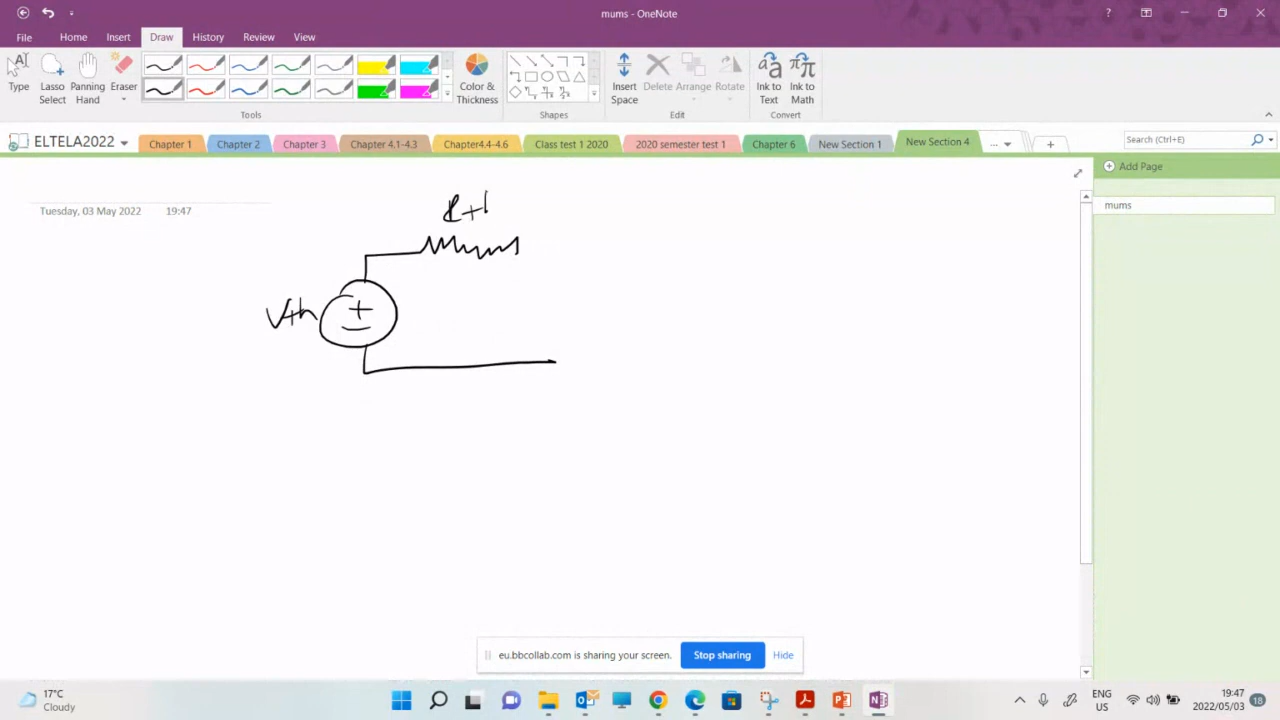 mums - OneNote
File Home Insert Draw History Review View
Type Lasso Select Panning Hand Eraser
Color & Thickness
Insert Space Delete Arrange Rotate
Ink to Text Ink to Math
Tools Shapes Edit Convert
ELTELA2022 Chapter 1 Chapter 2 Chapter 3 Chapter 4.1-4.3 Chapter4.4-4.6 Class test 1 2020 2020 semester test 1 Chapter 6 New Section 1 New Section 4 ... Search (Ctrl+E)
Add Page
mums
Tuesday, 03 May 2022 19:47
Vth
+
−
eu.bbcollab.com is sharing your screen. Stop sharing Hide
17°C
Cloudy
ENG
US
19:47
2022/05/03
18